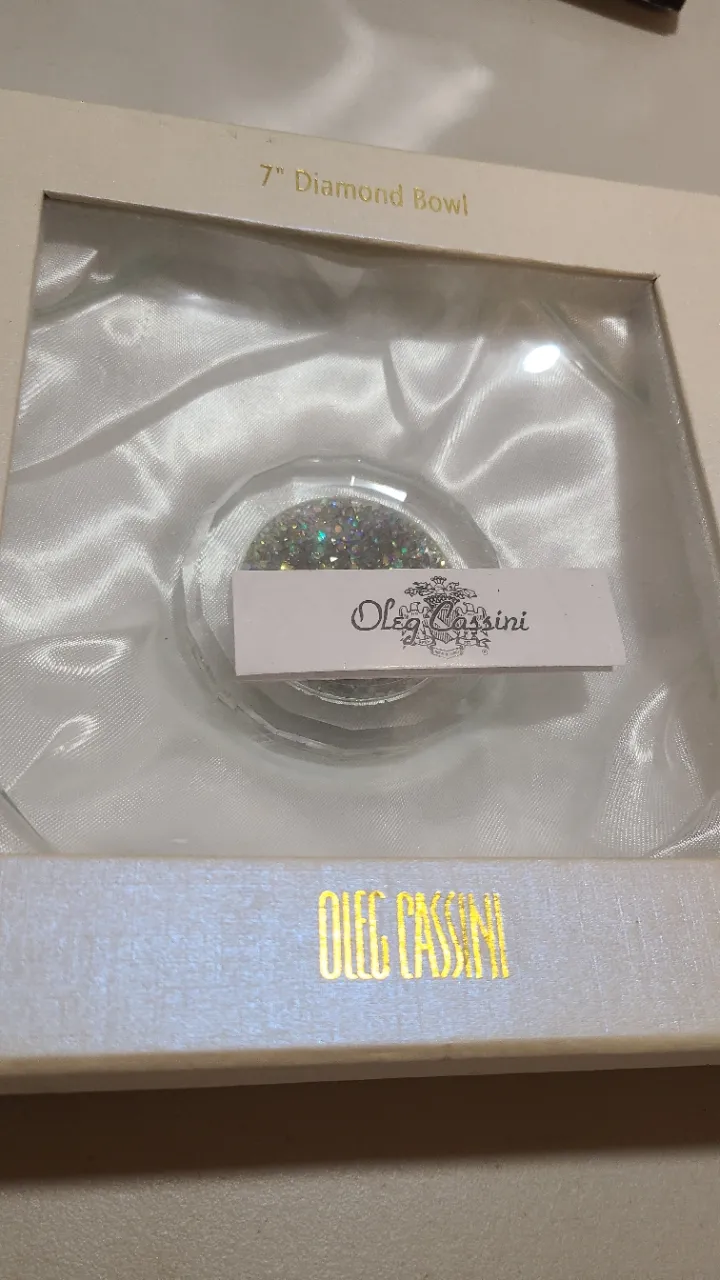 7" Diamond Bowl
Oleg Cassini
OLEG CASSINI